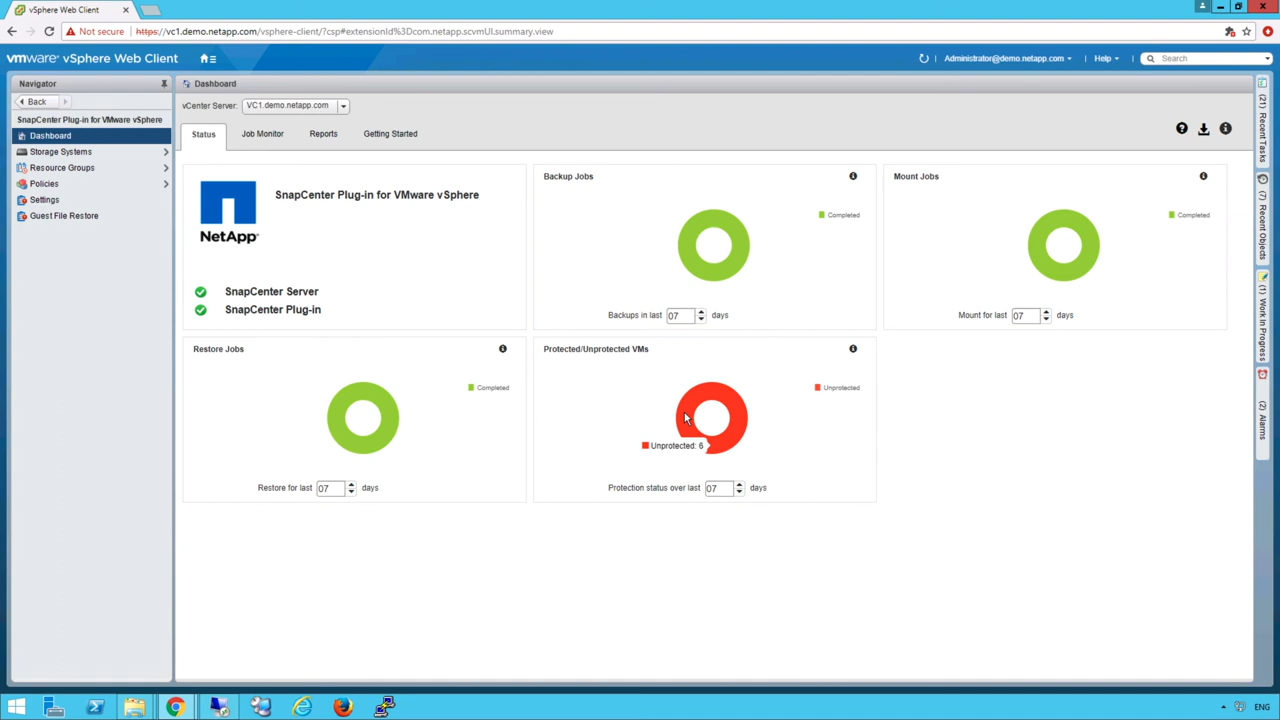 vSphere Web Client
Not secure
https://vc1.demo.netapp.com/vsphere-client/?csp#extensionId%3Dcom.netapp.scvmUI.summary.view
vmware® vSphere Web Client
Administrator@demo.netapp.com
Help
Search
Navigator
Back
SnapCenter Plug-in for VMware vSphere
Dashboard
Storage Systems
Resource Groups
Policies
Settings
Guest File Restore
Dashboard
vCenter Server:
VC1.demo.netapp.com
Status
Job Monitor
Reports
Getting Started
NetApp
SnapCenter Plug-in for VMware vSphere
SnapCenter Server
SnapCenter Plug-in
Backup Jobs
Completed
Backups in last 07 days
Mount Jobs
Completed
Mount for last 07 days
Restore Jobs
Completed
Restore for last 07 days
Protected/Unprotected VMs
Unprotected
Unprotected: 6
Protection status over last 07 days
(21) Recent Tasks
(7) Recent Objects
(1) Work In Progress
(2) Alarms
ENG